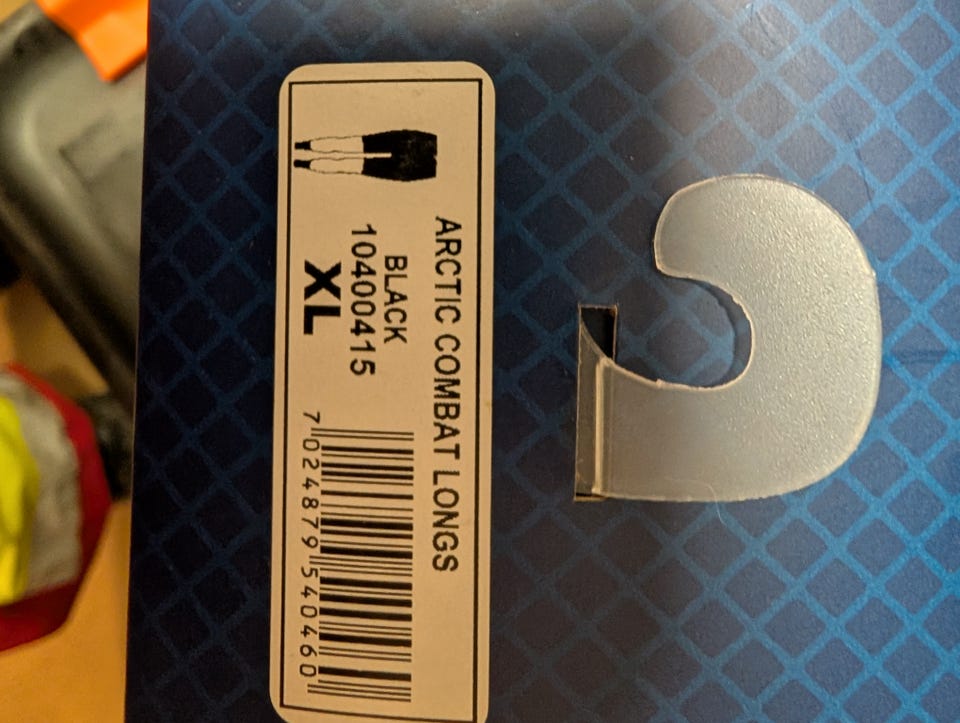 ARCTIC COMBAT LONGS
BLACK
10400415
XL
7 024879 540460